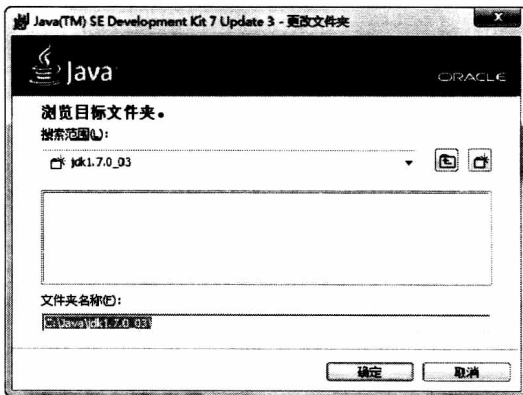 Java(TM) SE Development Kit 7 Update 3 - 更改文件夹
Java
ORACLE
浏览目标文件夹。
搜索范围(L):
jdk1.7.0_03
文件夹名称(F):
C:\Java\jdk1.7.0_03\
确定
取消